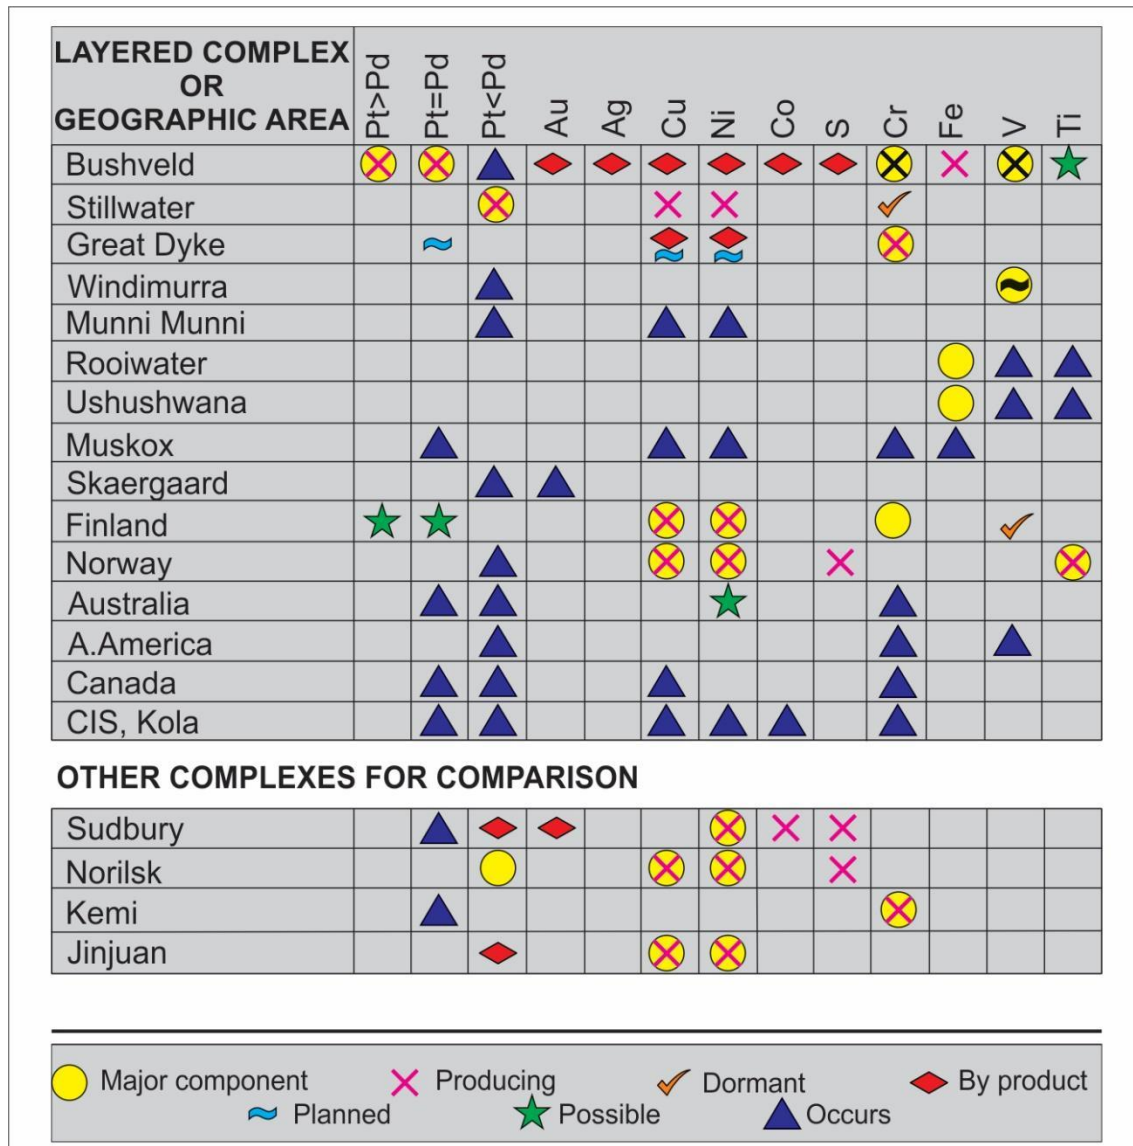 LAYERED COMPLEX
OR
GEOGRAPHIC AREA
Pt>Pd
Pt=Pd
Pt<Pd
Au
Ag
Cu
Ni
Co
S
Cr
Fe
V
Ti
Bushveld
Stillwater
Great Dyke
Windimurra
Munni Munni
Rooiwater
Ushushwana
Muskox
Skaergaard
Finland
Norway
Australia
A.America
Canada
CIS, Kola
OTHER COMPLEXES FOR COMPARISON
Sudbury
Norilsk
Kemi
Jinjuan
Major component Producing Dormant By product
Planned Possible Occurs